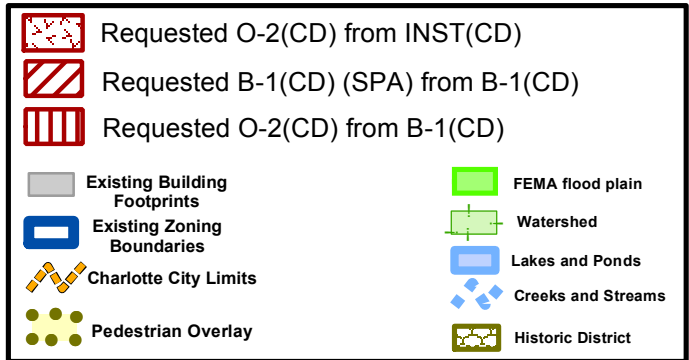 Requested O-2(CD) from INST(CD)
Requested B-1(CD) (SPA) from B-1(CD)
Requested O-2(CD) from B-1(CD)
Existing Building
Footprints
Existing Zoning
Boundaries
Charlotte City Limits
Pedestrian Overlay
FEMA flood plain
Watershed
Lakes and Ponds
Creeks and Streams
Historic District